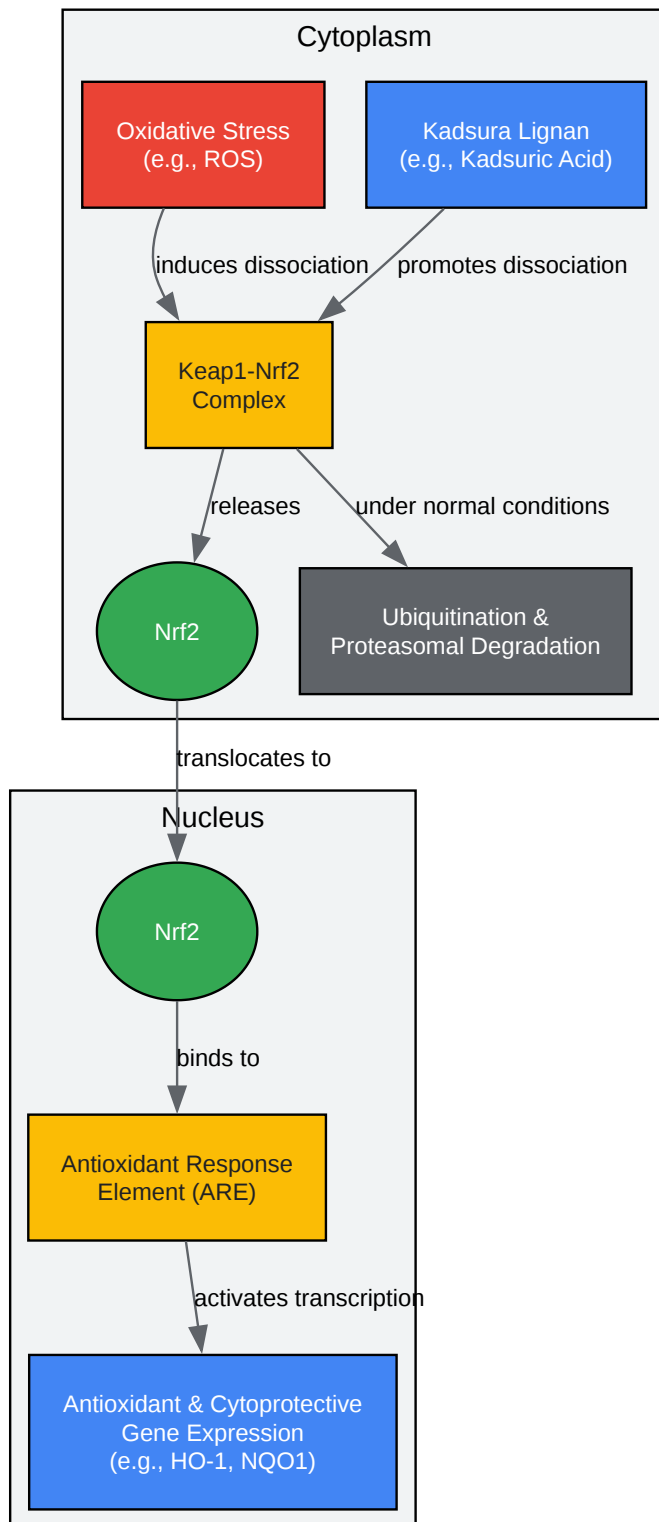 Cytoplasm
Oxidative Stress
(e.g., ROS)
Kadsura Lignan
(e.g., Kadsuric Acid)
induces dissociation
promotes dissociation
Keap1-Nrf2
Complex
releases
under normal conditions
Nrf2
Ubiquitination &
Proteasomal Degradation
translocates to
Nucleus
Nrf2
binds to
Antioxidant Response
Element (ARE)
activates transcription
Antioxidant & Cytoprotective
Gene Expression
(e.g., HO-1, NQO1)